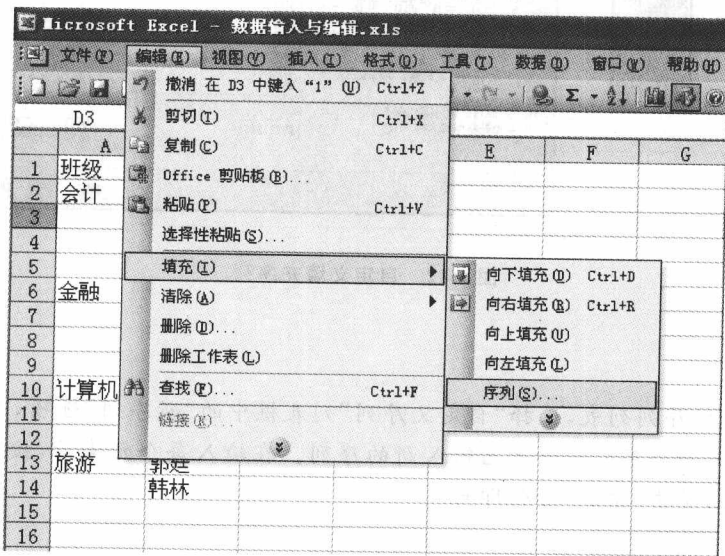 Microsoft Excel - 数据输入与编辑.xls
文件(F) 编辑(E) 视图(V) 插入(I) 格式(O) 工具(T) 数据(D) 窗口(W) 帮助(H)
撤消 在 D3 中键入“1”(U) Ctrl+Z
D3
剪切(T) Ctrl+X
复制(C) Ctrl+C
Office 剪贴板(B)...
粘贴(P) Ctrl+V
选择性粘贴(S)...
填充(I)
清除(A)
删除(D)...
删除工作表(L)
查找(F)... Ctrl+F
链接(K)...
向下填充(D) Ctrl+D
向右填充(R) Ctrl+R
向上填充(U)
向左填充(L)
序列(S)...
A E F G
1 班级
2 会计
3
4
5
6 金融
7
8
9
10 计算机
11
12
13 旅游 郭廷
14 韩林
15
16